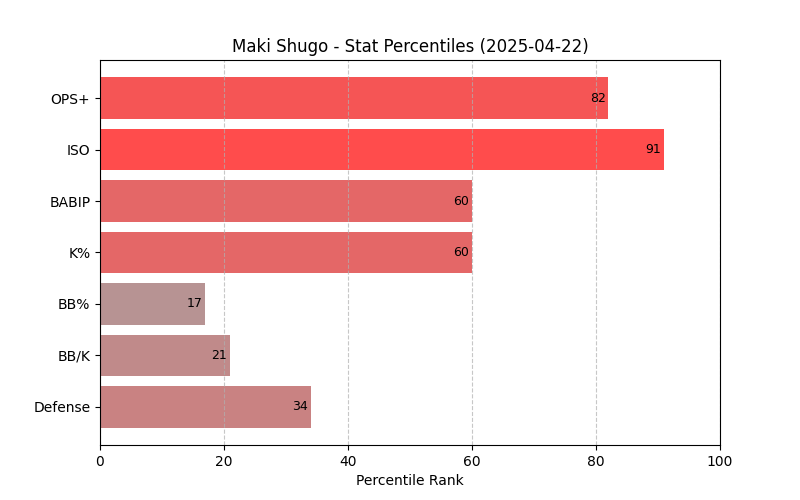 Maki Shugo - Stat Percentiles (2025-04-22)
OPS+ 82
ISO 91
BABIP 60
K% 60
BB% 17
BB/K 21
Defense 34
0 20 40 60 80 100
Percentile Rank